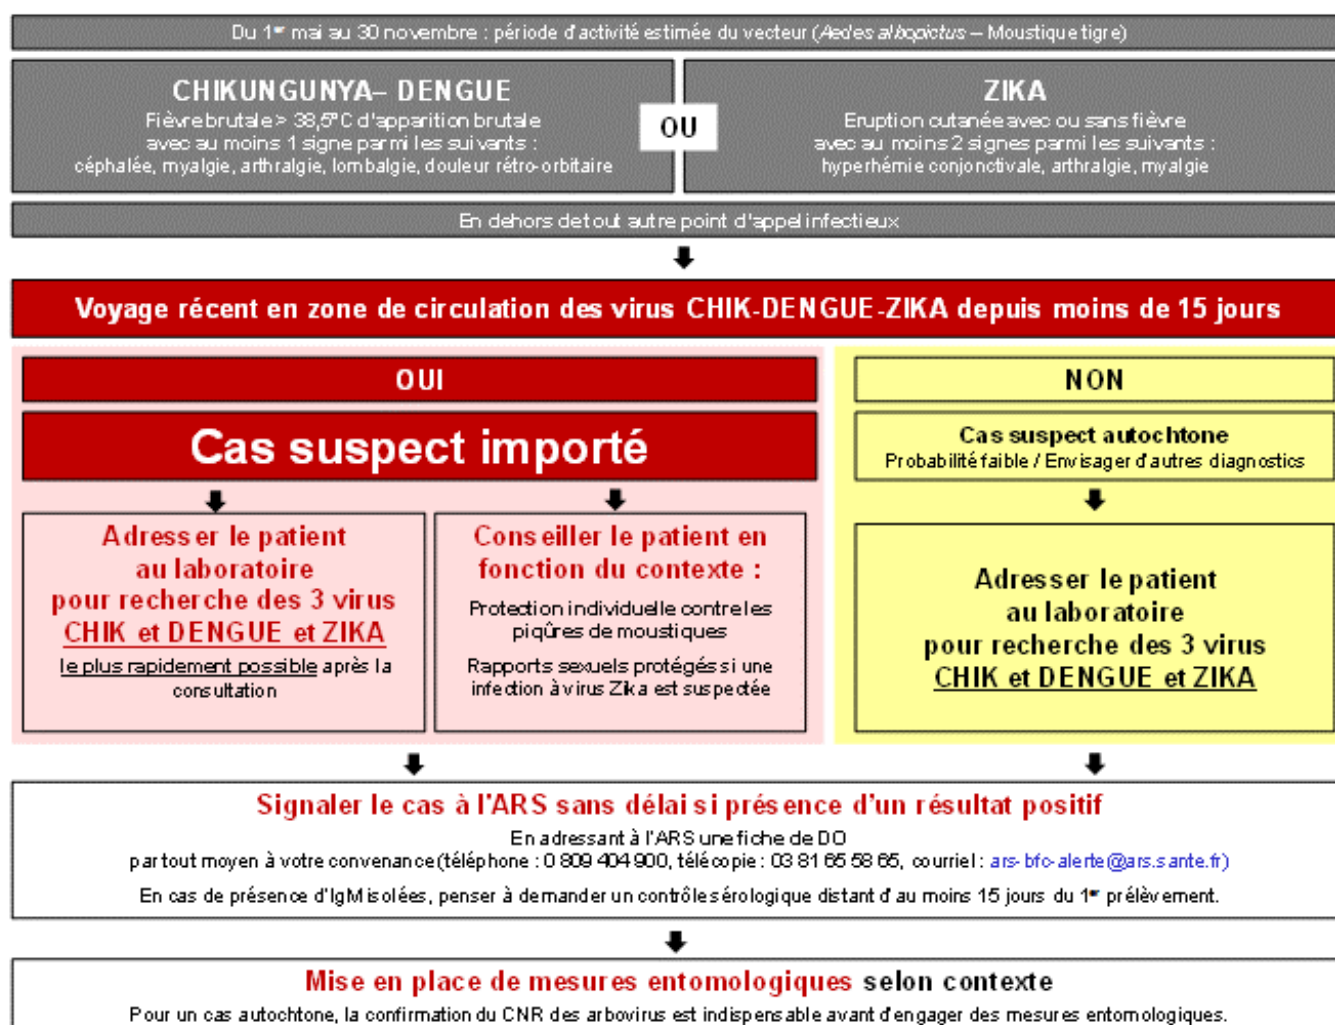 Du 1er mai au 30 novembre : période d'activité estimée du vecteur (Aedes albopictus – Moustique tigre)
CHIKUNGUNYA– DENGUE
Fièvre brutale > 38,5°C d'apparition brutale
avec au moins 1 signe parmi les suivants :
céphalée, myalgie, arthralgie, lombalgie, douleur rétro-orbitaire
OU
ZIKA
Eruption cutanée avec ou sans fièvre
avec au moins 2 signes parmi les suivants :
hyperhémie conjonctivale, arthralgie, myalgie
En dehors de tout autre point d'appel infectieux
Voyage récent en zone de circulation des virus CHIK-DENGUE-ZIKA depuis moins de 15 jours
OUI
Cas suspect importé
Adresser le patient
au laboratoire
pour recherche des 3 virus
CHIK et DENGUE et ZIKA
le plus rapidement possible après la
consultation
Conseiller le patient en
fonction du contexte :
Protection individuelle contre les
piqûres de moustiques
Rapports sexuels protégés si une
infection à virus Zika est suspectée
NON
Cas suspect autochtone
Probabilité faible / Envisager d'autres diagnostics
Adresser le patient
au laboratoire
pour recherche des 3 virus
CHIK et DENGUE et ZIKA
Signaler le cas à l'ARS sans délai si présence d'un résultat positif
En adressant à l'ARS une fiche de DO
par tout moyen à votre convenance (téléphone : 0 809 404 900, télécopie : 03 81 65 58 65, courriel : ars-bfc-alerte@ars.sante.fr)
En cas de présence d'IgM isolées, penser à demander un contrôle sérologique distant d'au moins 15 jours du 1er prélèvement.
Mise en place de mesures entomologiques selon contexte
Pour un cas autochtone, la confirmation du CNR des arbovirus est indispensable avant d'engager des mesures entomologiques.